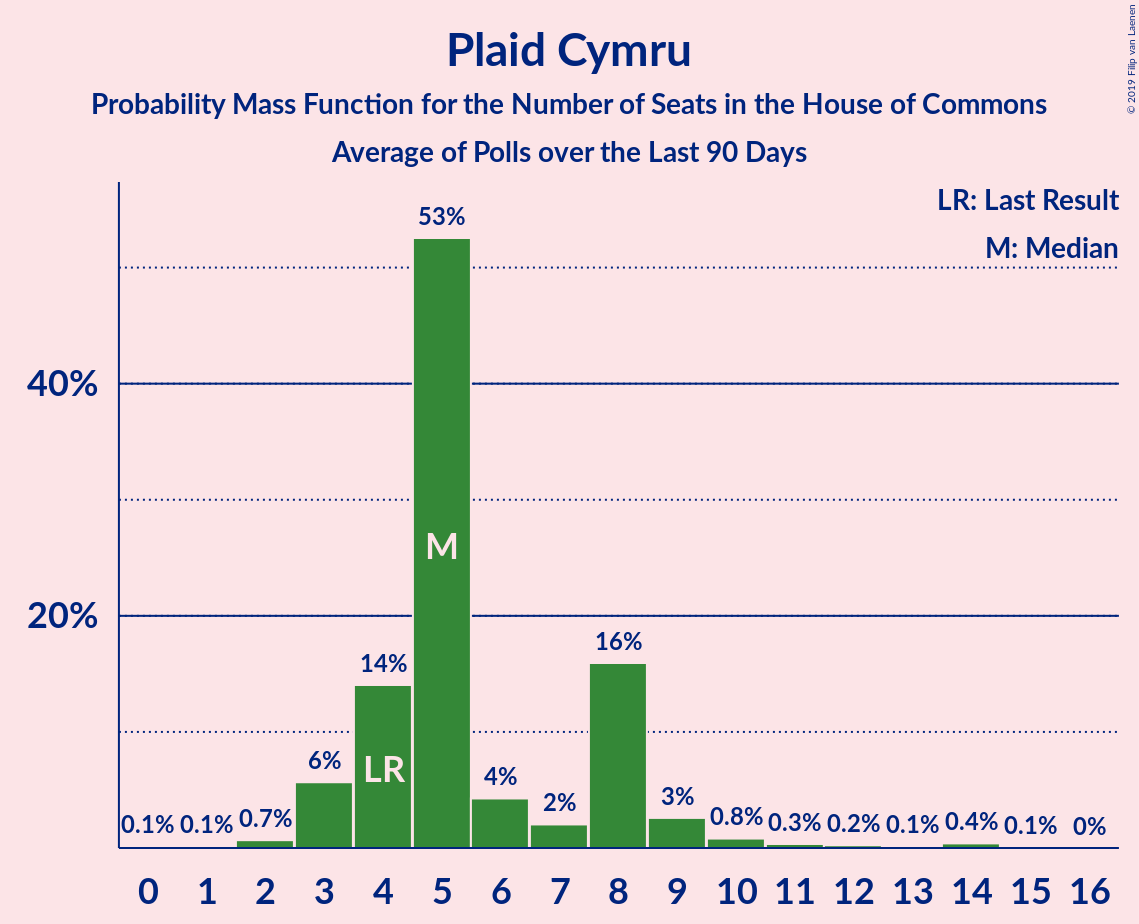 Plaid Cymru
Probability Mass Function for the Number of Seats in the House of Commons
Average of Polls over the Last 90 Days
© 2019 Filip van Laenen
LR: Last Result
M: Median
53%
40%
M
20%
16%
14%
6%
LR
4%
2%
3%
0.1% 0.1% 0.7% 0.8% 0.3% 0.2% 0.1% 0.4% 0.1% 0%
0 1 2 3 4 5 6 7 8 9 10 11 12 13 14 15 16